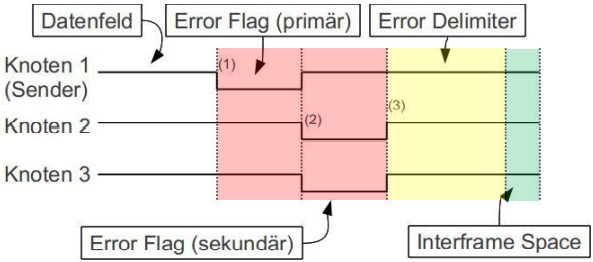 Datenfeld
Error Flag (primär)
Error Delimiter
Knoten 1
(Sender)
(1)
Knoten 2
(2)
(3)
Knoten 3
Error Flag (sekundär)
Interframe Space